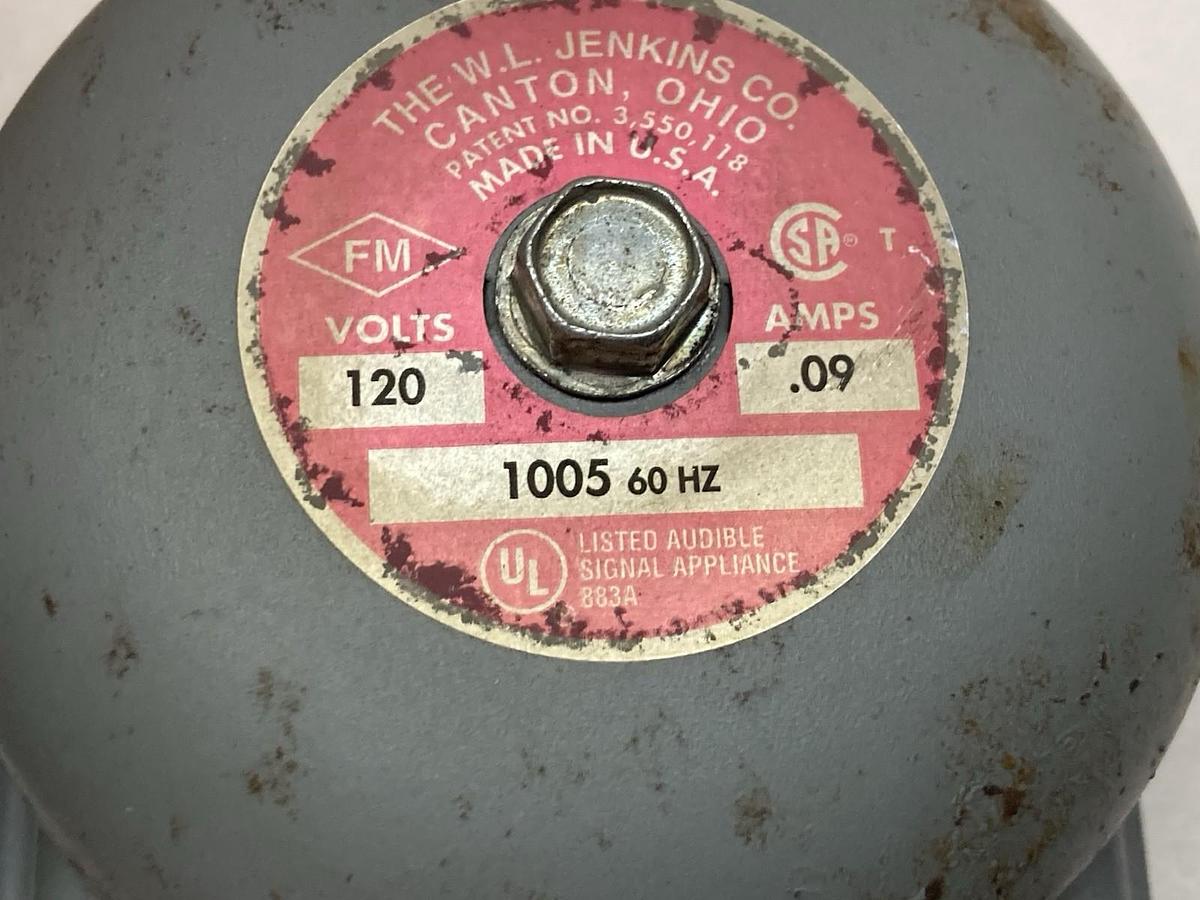 THE W.L. JENKINS CO.
CANTON, OHIO
PATENT NO. 3,550,118
MADE IN U.S.A.
FM
SA® T
VOLTS
AMPS
120
.09
1005 60 HZ
UL
LISTED AUDIBLE
SIGNAL APPLIANCE
883A